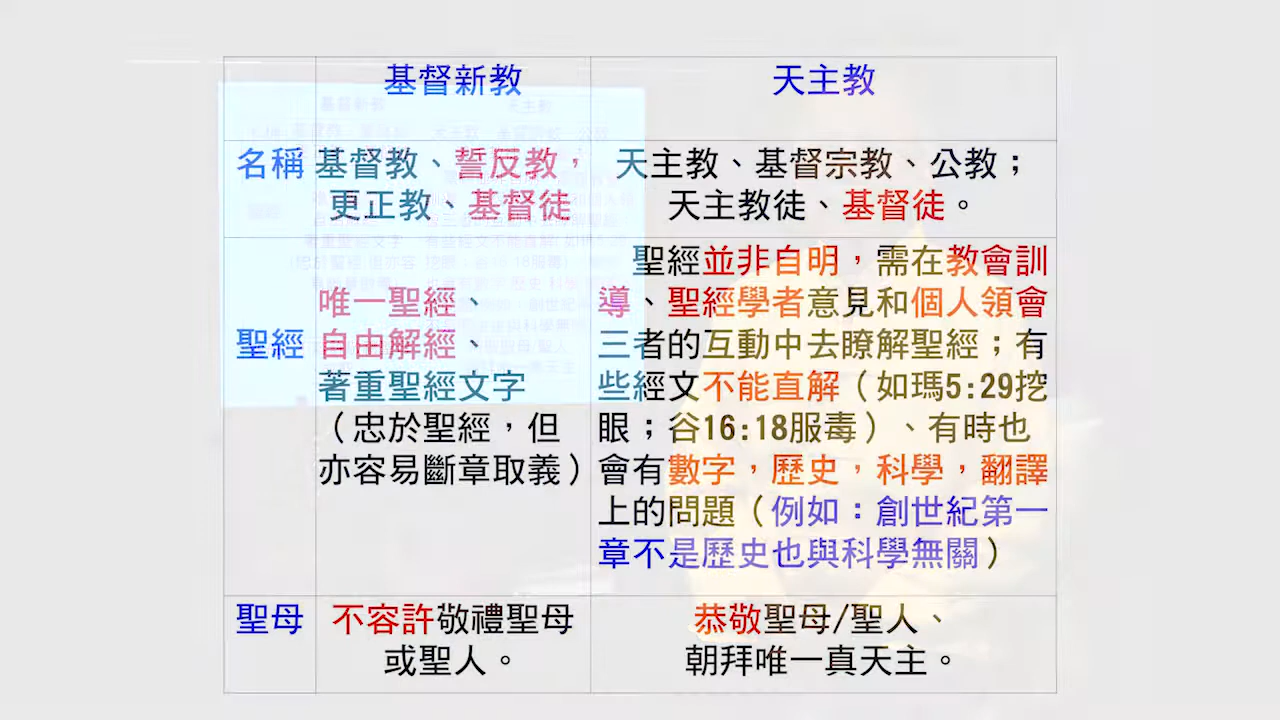 基督新教 天主教
名稱 基督教、誓反教， 天主教、基督宗教、公教；
更正教、基督徒 天主教徒、基督徒。
聖經並非自明，需在教會訓
唯一聖經、 導、聖經學者意見和個人領會
聖經 自由解經、 三者的互動中去瞭解聖經；有
著重聖經文字 些經文不能直解（如瑪5:29挖
（忠於聖經，但 眼；谷16:18服毒）、有時也
亦容易斷章取義） 會有數字，歷史，科學，翻譯
上的問題（例如：創世紀第一
章不是歷史也與科學無關）
聖母 不容許敬禮聖母 恭敬聖母/聖人、
或聖人。 朝拜唯一真天主。